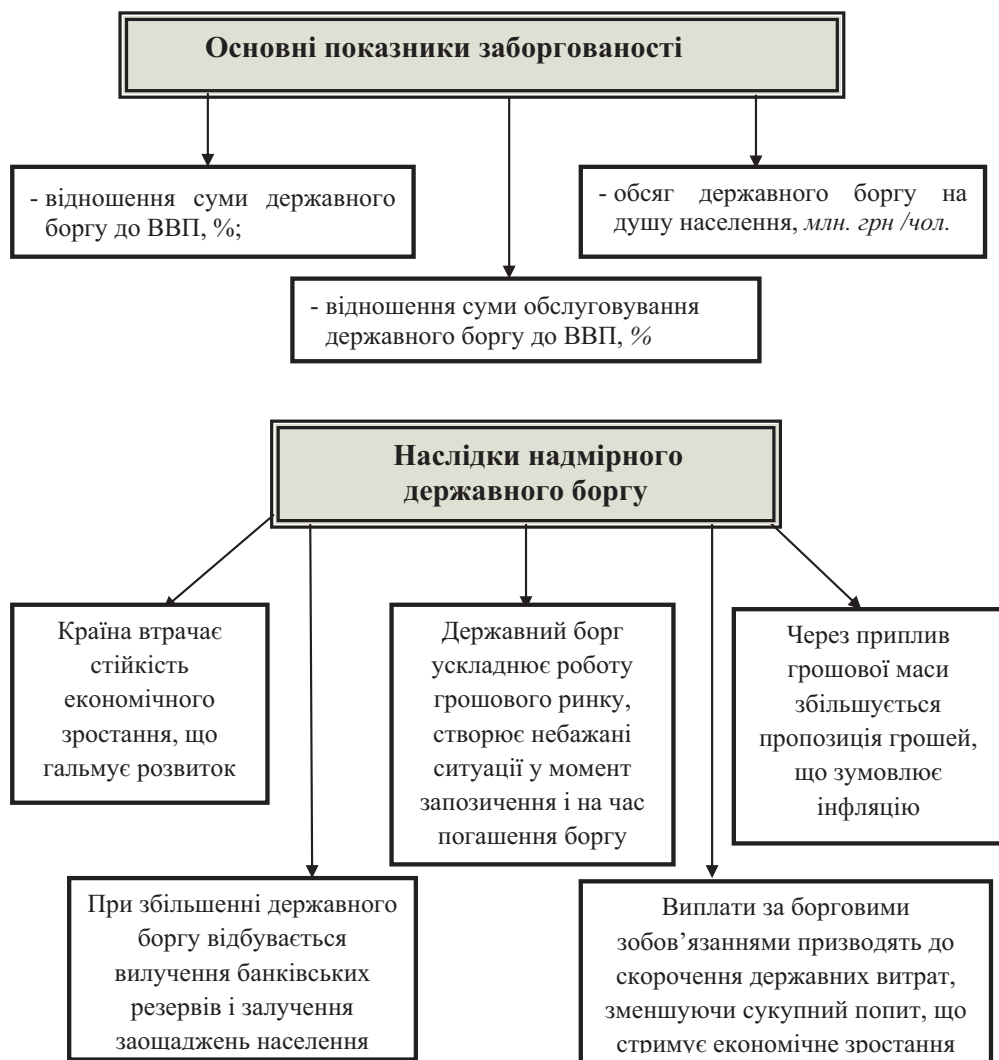 Основні показники заборгованості
- відношення суми державного
боргу до ВВП, %;
- обсяг державного боргу на
душу населення, млн. грн /чол.
- відношення суми обслуговування
державного боргу до ВВП, %
Наслідки надмірного
державного боргу
Країна втрачає
стійкість
економічного
зростання, що
гальмує розвиток
Державний борг
ускладнює роботу
грошового ринку,
створює небажані
ситуації у момент
запозичення і на час
погашення боргу
Через приплив
грошової маси
збільшується
пропозиція грошей,
що зумовлює
інфляцію
При збільшенні державного
боргу відбувається
вилучення банківських
резервів і залучення
заощаджень населення
Виплати за борговими
зобов’язаннями призводять до
скорочення державних витрат,
зменшуючи сукупний попит, що
стримує економічне зростання